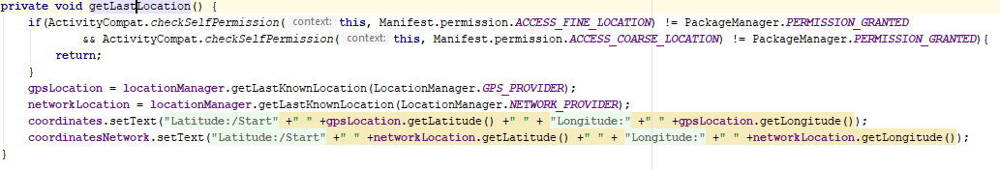 private void getLastLocation() {
if(ActivityCompat.checkSelfPermission( context: this, Manifest.permission.ACCESS_FINE_LOCATION) != PackageManager.PERMISSION_GRANTED
&& ActivityCompat.checkSelfPermission( context: this, Manifest.permission.ACCESS_COARSE_LOCATION) != PackageManager.PERMISSION_GRANTED){
return;
}
gpsLocation = locationManager.getLastKnownLocation(LocationManager.GPS_PROVIDER);
networkLocation = locationManager.getLastKnownLocation(LocationManager.NETWORK_PROVIDER);
coordinates.setText("Latitude:/Start" +" " +gpsLocation.getLatitude() +" " + "Longitude:" +" " +gpsLocation.getLongitude());
coordinatesNetwork.setText("Latitude:/Start" +" " +networkLocation.getLatitude() +" " + "Longitude:" +" " +networkLocation.getLongitude());
}